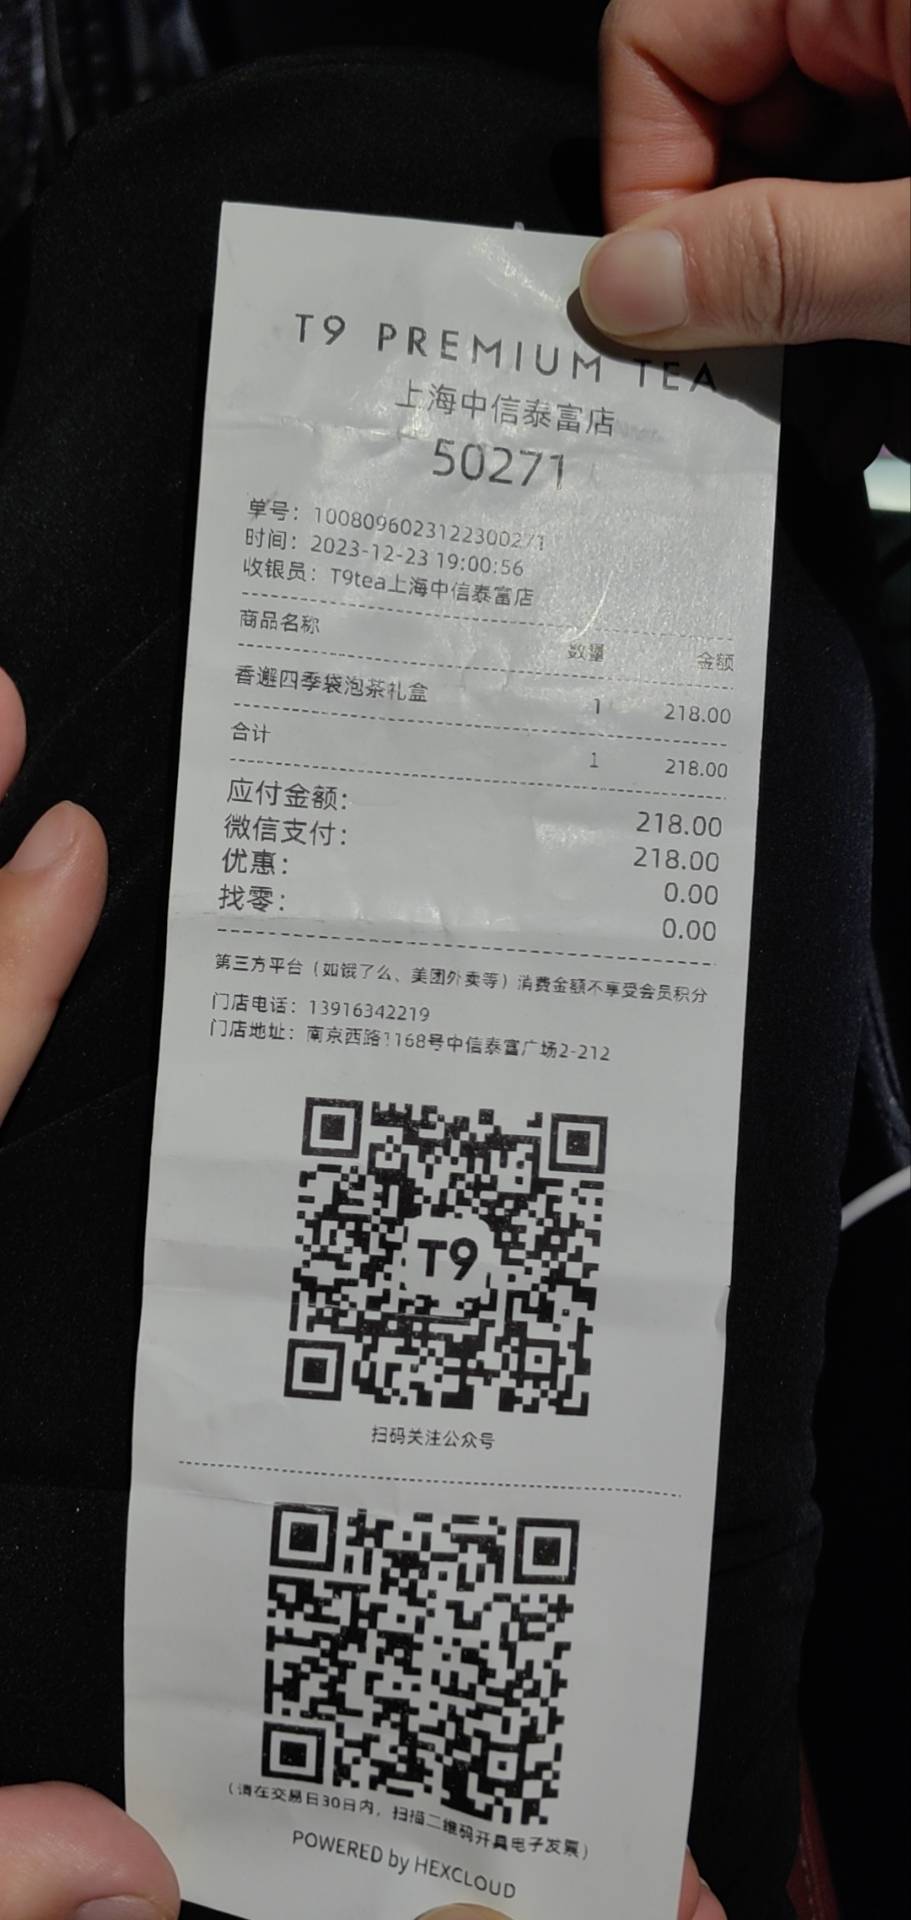 T9 PREMIUM TEA
上海中信泰富店
50271
单号：1008096023122300271
时间：2023-12-23 19:00:56
收银员：T9tea上海中信泰富店
商品名称 数量 金额
香邂四季袋泡茶礼盒 1 218.00
合计 1 218.00
应付金额： 218.00
微信支付： 218.00
优惠： 0.00
找零： 0.00
第三方平台（如饿了么、美团外卖等）消费金额不享受会员积分
门店电话：13916342219
门店地址：南京西路1168号中信泰富广场2-212
T9
扫码关注公众号
（请在交易日30日内，扫描二维码开具电子发票）
POWERED by HEXCLOUD